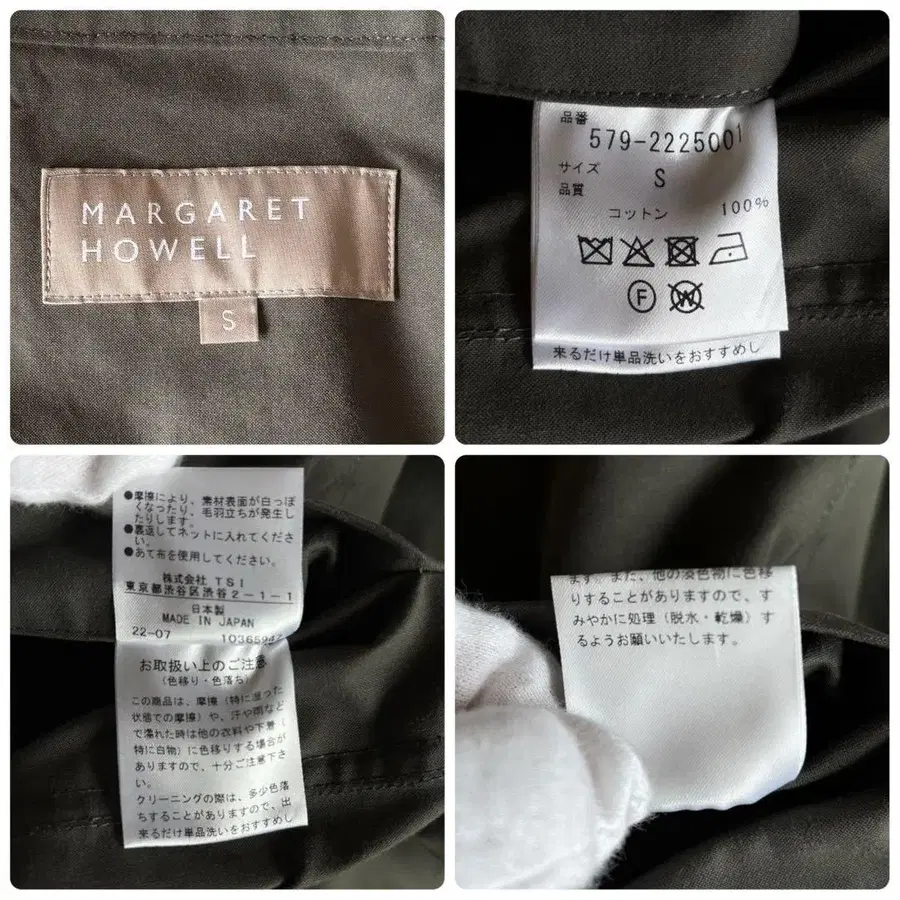 MARGARET
HOWELL
S
品番
579-2225001
サイズ
S
品質
コットン 100%
F
W
来るだけ単品洗いをおすすめし
●摩擦により、素材表面が白っぽ
くなったり、毛羽立ちが発生し
たりします。
●裏返してネットに入れてくださ
い。
●あて布を使用してください。
株式会社 TSI
東京都渋谷区渋谷2-1-1
日本製
MADE IN JAPAN
22-07
お取扱い上のご注意
(色移り・色落ち)
この商品は、摩擦(特に湿った
状態での摩擦)や、汗や雨など
で濡れた時は他の衣料や下着(
特に白物)に色移りする場合が
ありますので、十分ご注意下さ
い。
クリーニングの際は、多少色落
ちすることがありますので、出
来るだけ単品洗いをおすすめし
ます。また、他の淡色物に色移
りすることがありますので、す
みやかに処理(脱水・乾燥)す
るようお願いいたします。